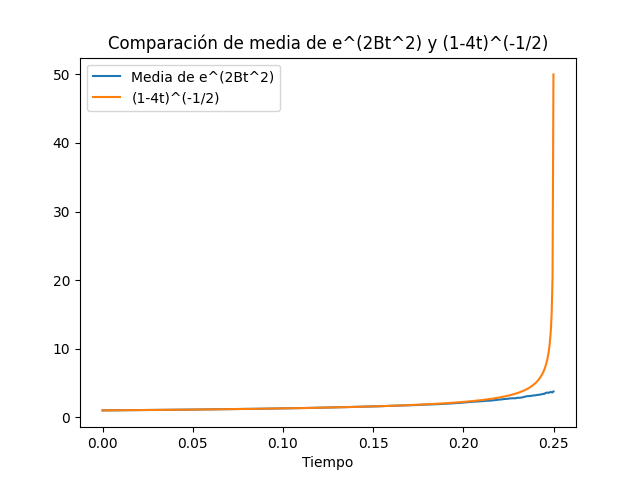 Comparación de media de e^(2Bt^2) y (1-4t)^(-1/2)
Media de e^(2Bt^2)
(1-4t)^(-1/2)
50
40
30
20
10
0
0.00 0.05 0.10 0.15 0.20 0.25
Tiempo